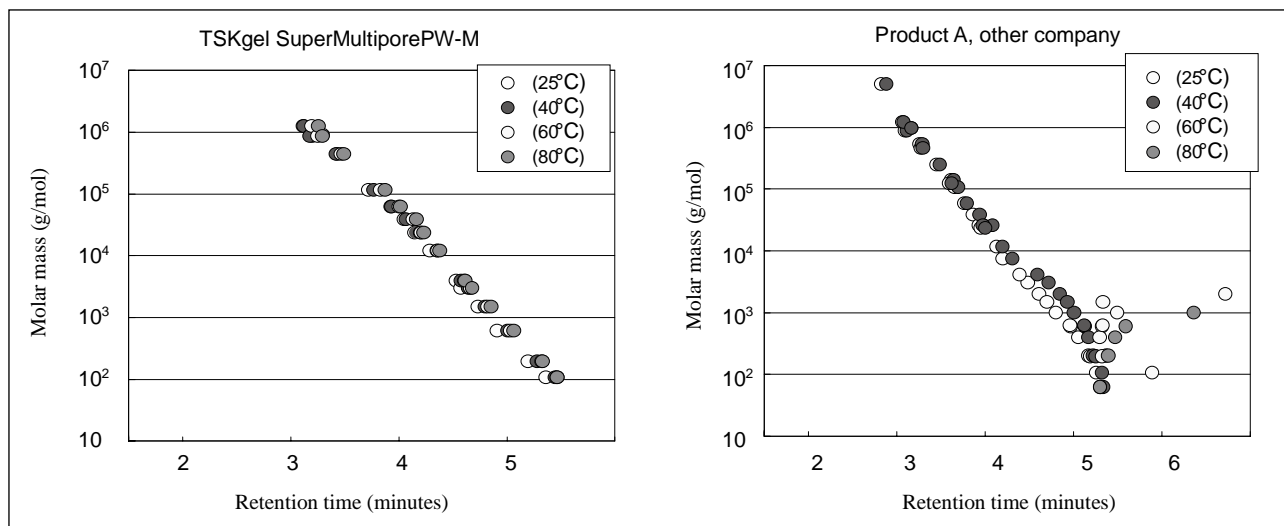 TSKgel SuperMultiporePW-M
10⁷
10⁶
10⁵
10⁴
10³
10²
10
Molar mass (g/mol)
(25°C)
(40°C)
(60°C)
(80°C)
2 3 4 5
Retention time (minutes)
Product A, other company
10⁷
10⁶
10⁵
10⁴
10³
10²
10
Molar mass (g/mol)
(25°C)
(40°C)
(60°C)
(80°C)
2 3 4 5 6
Retention time (minutes)